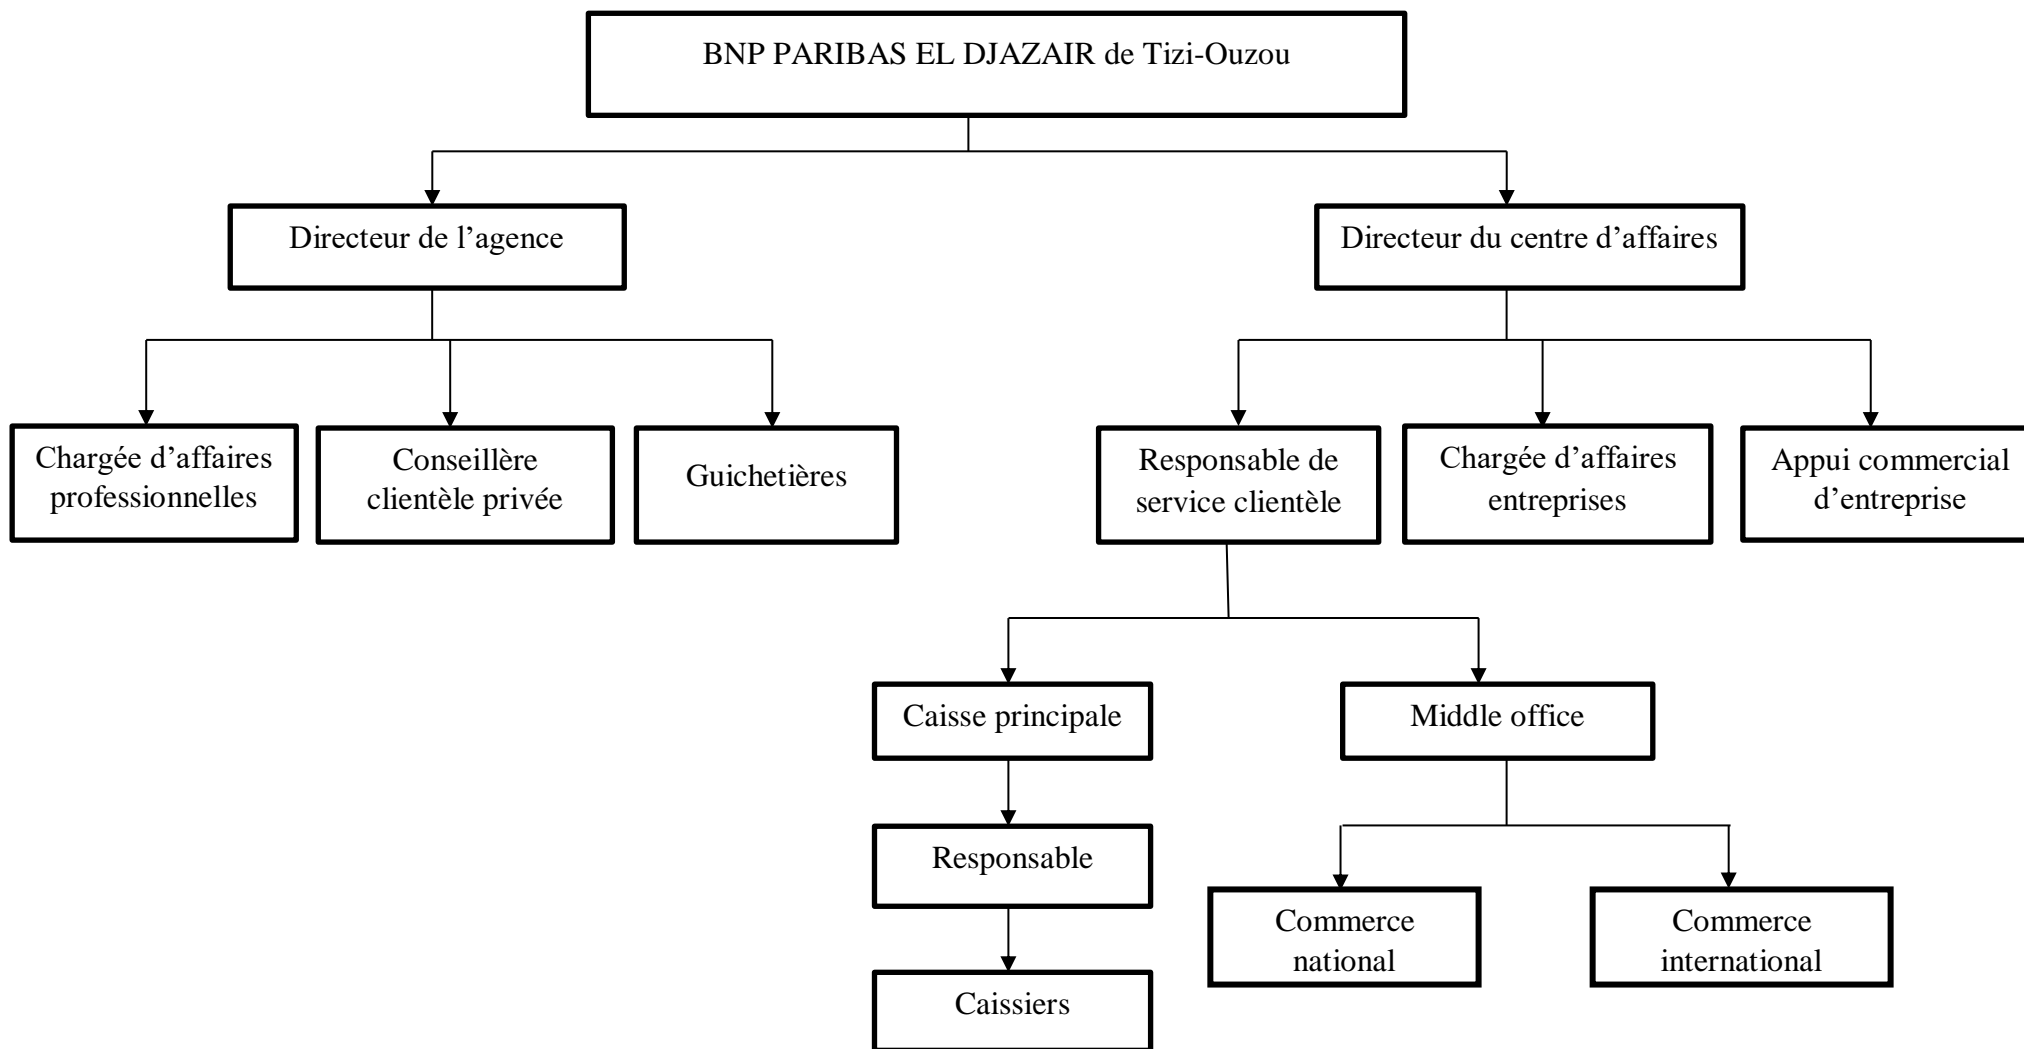 BNP PARIBAS EL DJAZAIR de Tizi-Ouzou
Directeur de l’agence
Directeur du centre d’affaires
Chargée d’affaires
professionnelles
Conseillère
clientèle privée
Guichetières
Responsable de
service clientèle
Chargée d’affaires
entreprises
Appui commercial
d’entreprise
Caisse principale
Middle office
Responsable
Commerce
national
Commerce
international
Caissiers